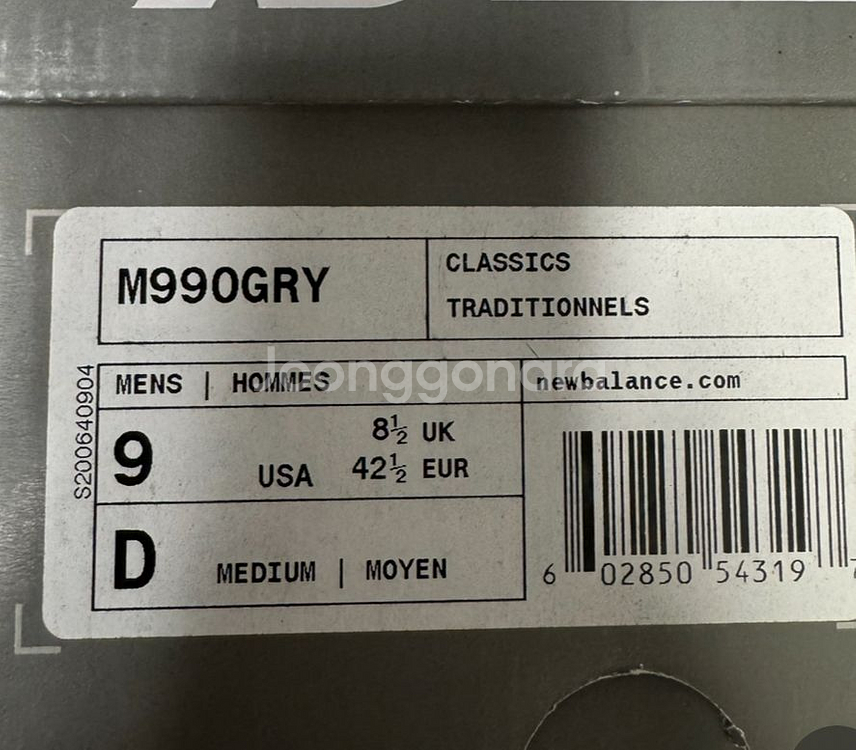 M990GRY
CLASSICS
TRADITIONNELS
MENS | HOMMES
newbalance.com
S200640904
9
USA
8½ UK
42½ EUR
D
MEDIUM | MOYEN
6 02850 54319
joonggonara